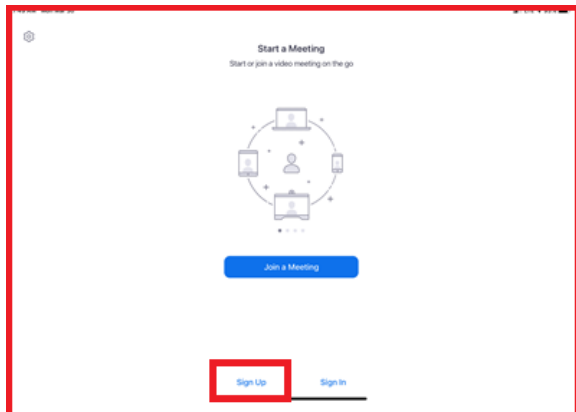 Start a Meeting
Start or join a video meeting on the go
Join a Meeting
Sign Up Sign In